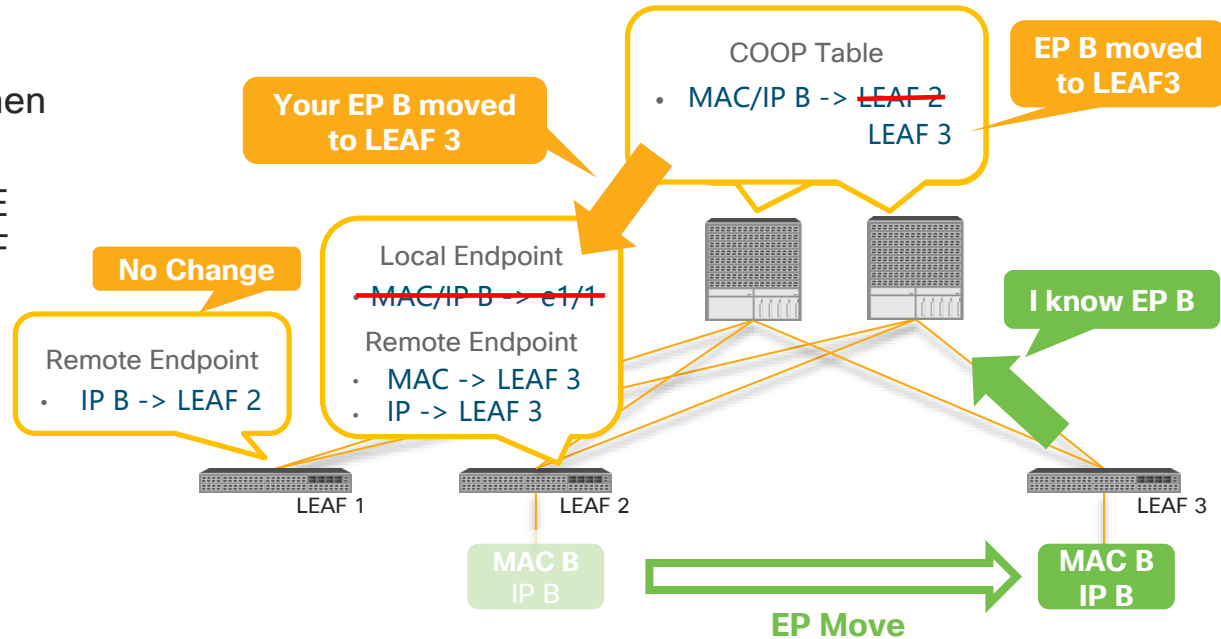 COOP Table
• MAC/IP B -> LEAF 2
LEAF 3
EP B moved
to LEAF3
Your EP B moved
to LEAF 3
No Change
Remote Endpoint
• IP B -> LEAF 2
Local Endpoint
• MAC/IP B -> e1/1
Remote Endpoint
• MAC -> LEAF 3
• IP -> LEAF 3
I know EP B
LEAF 1
LEAF 2
LEAF 3
MAC B
IP B
MAC B
IP B
EP Move